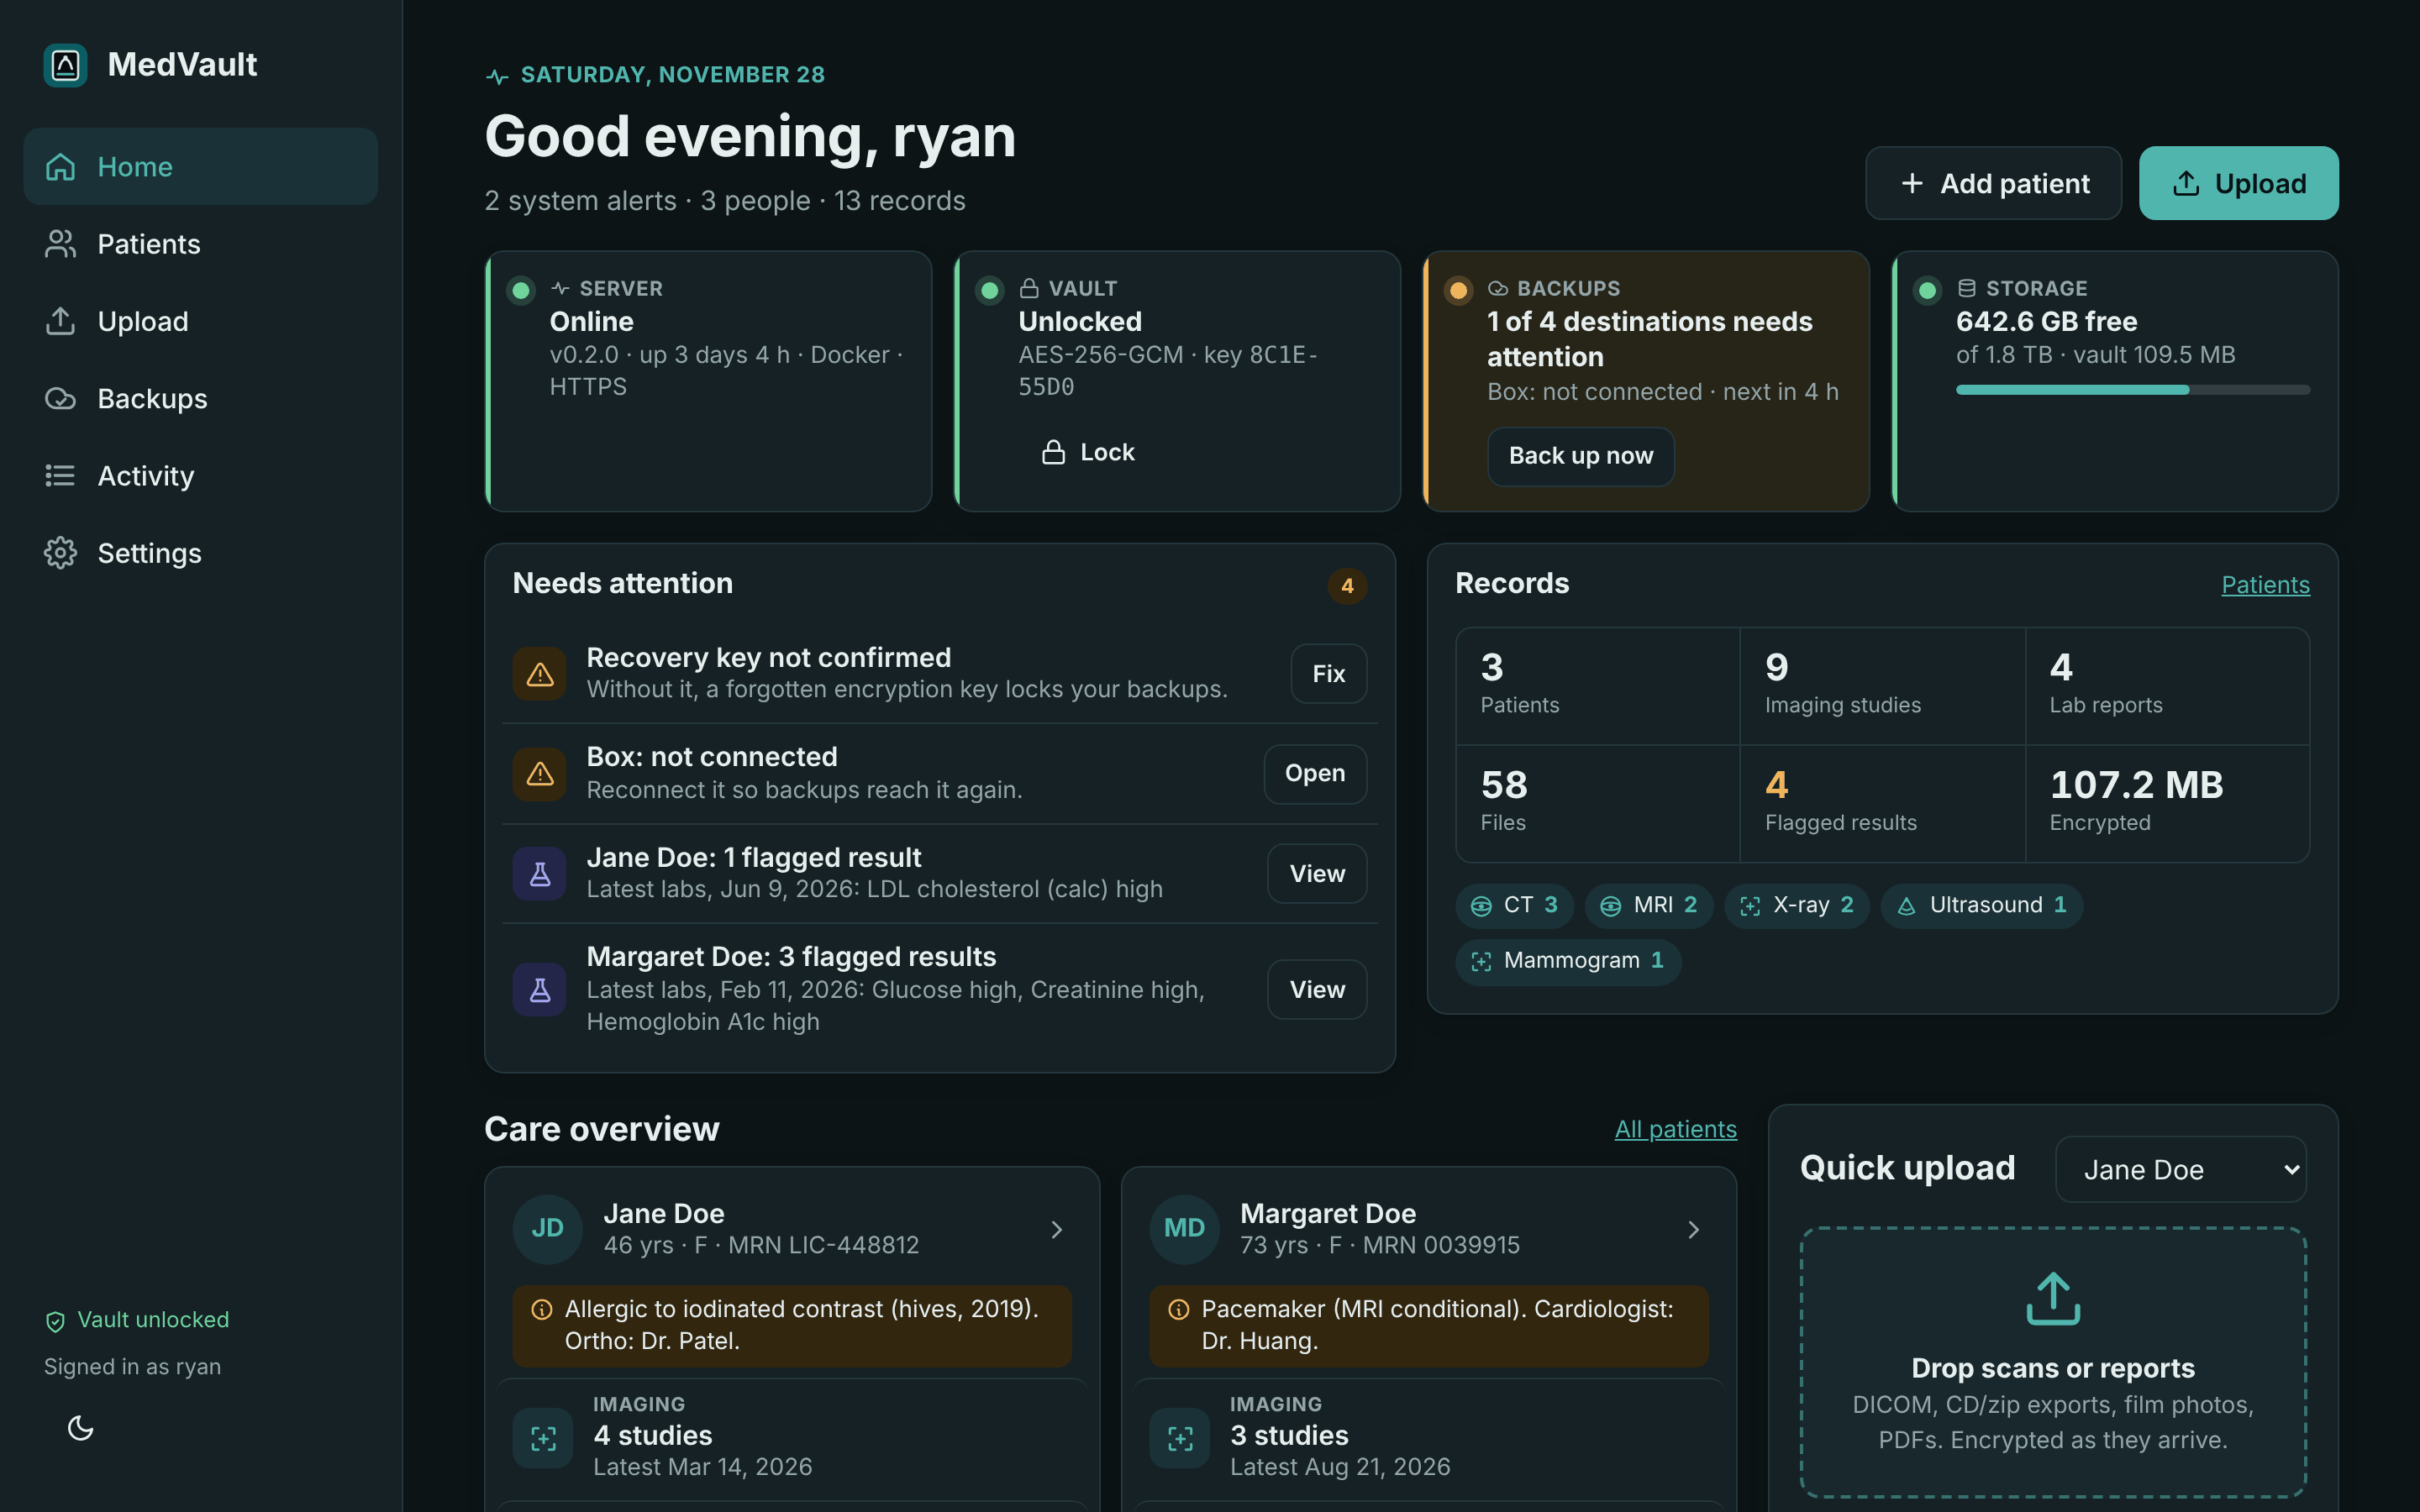 MedVault
Home
Patients
Upload
Backups
Activity
Settings
Vault unlocked
Signed in as ryan
SATURDAY, NOVEMBER 28
Good evening, ryan
2 system alerts · 3 people · 13 records
Add patient
Upload
SERVER
Online
v0.2.0 · up 3 days 4 h · Docker ·
HTTPS
VAULT
Unlocked
AES-256-GCM · key 8C1E-
55D0
Lock
BACKUPS
1 of 4 destinations needs
attention
Box: not connected · next in 4 h
Back up now
STORAGE
642.6 GB free
of 1.8 TB · vault 109.5 MB
Needs attention
4
Recovery key not confirmed
Without it, a forgotten encryption key locks your backups.
Fix
Box: not connected
Reconnect it so backups reach it again.
Open
Jane Doe: 1 flagged result
Latest labs, Jun 9, 2026: LDL cholesterol (calc) high
View
Margaret Doe: 3 flagged results
Latest labs, Feb 11, 2026: Glucose high, Creatinine high,
Hemoglobin A1c high
View
Records
Patients
3
Patients
9
Imaging studies
4
Lab reports
58
Files
4
Flagged results
107.2 MB
Encrypted
CT 3
MRI 2
X-ray 2
Ultrasound 1
Mammogram 1
Care overview
All patients
JD
Jane Doe
46 yrs · F · MRN LIC-448812
Allergic to iodinated contrast (hives, 2019).
Ortho: Dr. Patel.
IMAGING
4 studies
Latest Mar 14, 2026
MD
Margaret Doe
73 yrs · F · MRN 0039915
Pacemaker (MRI conditional). Cardiologist:
Dr. Huang.
IMAGING
3 studies
Latest Aug 21, 2026
Quick upload
Jane Doe
Drop scans or reports
DICOM, CD/zip exports, film photos,
PDFs. Encrypted as they arrive.